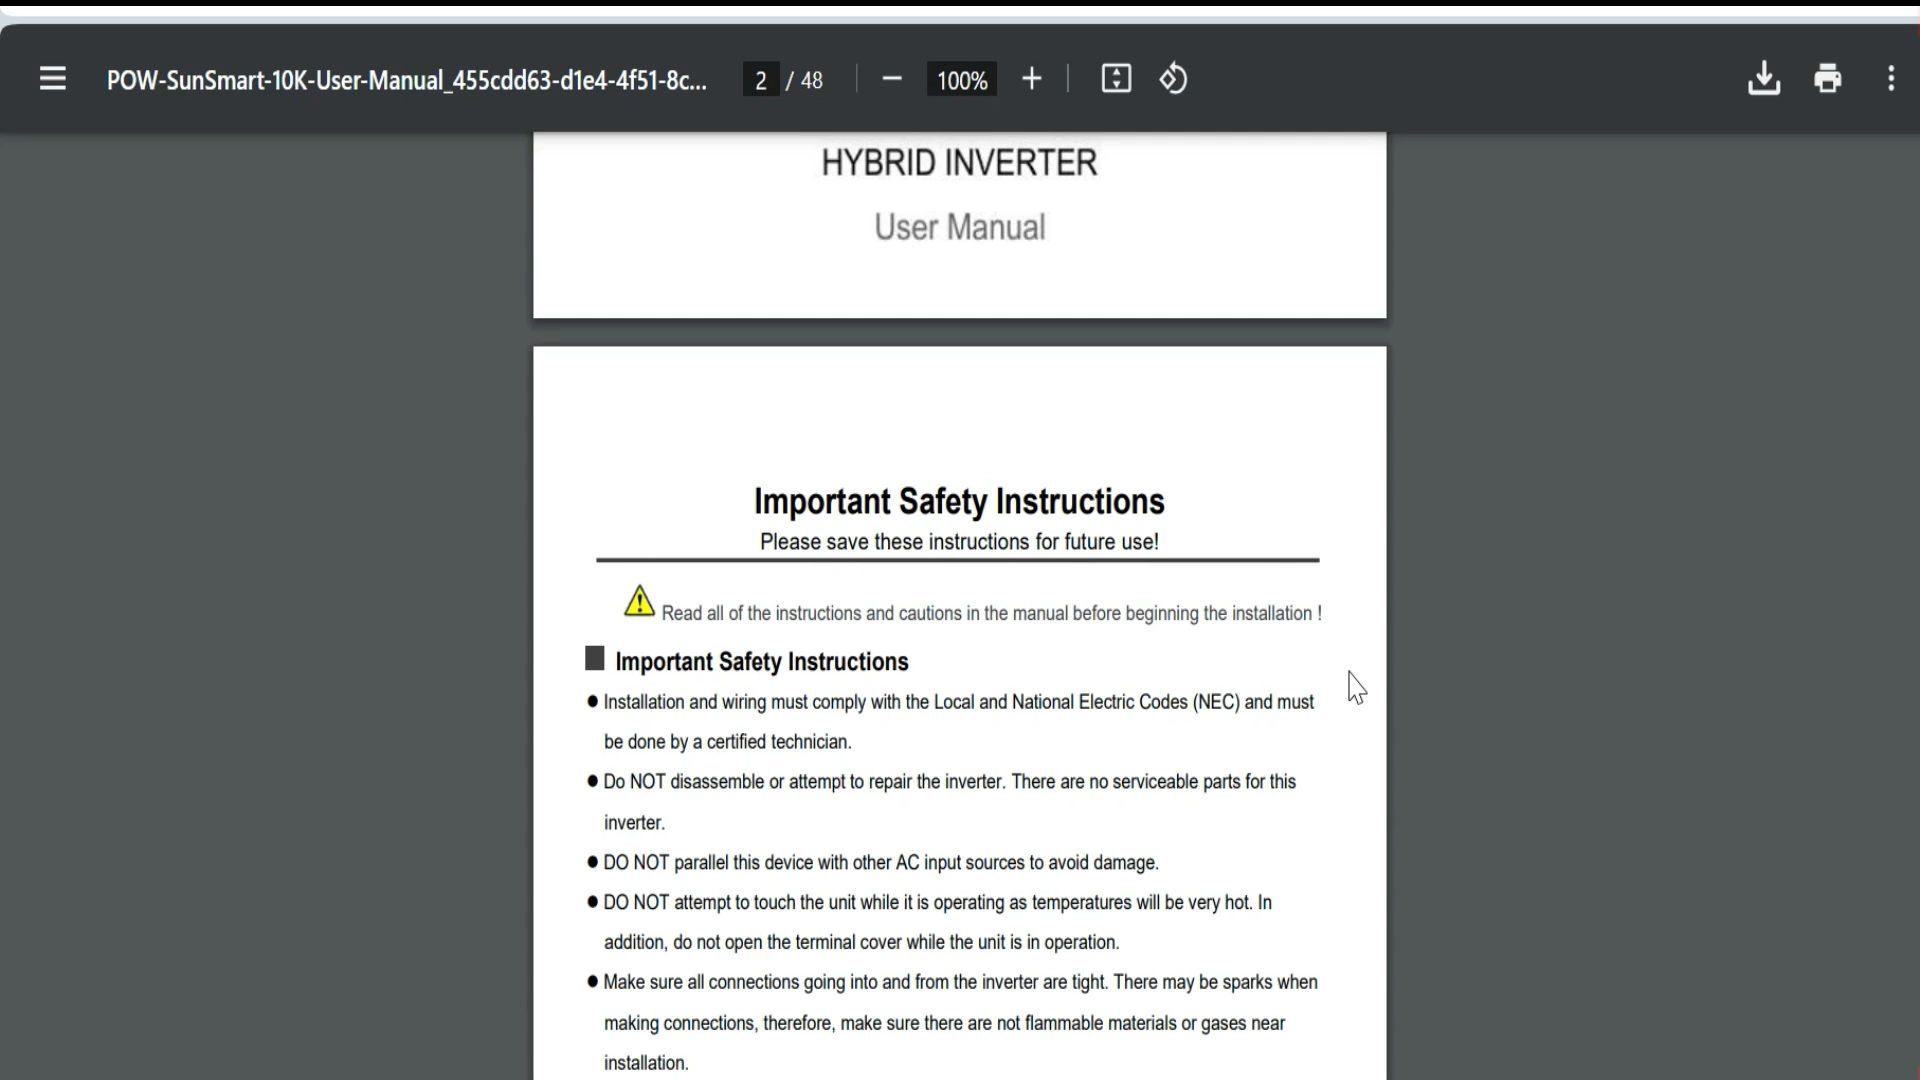 POW-SunSmart-10K-User-Manual_455cdd63-d1e4-4f51-8c... 2 / 48 100%
HYBRID INVERTER
User Manual
Important Safety Instructions
Please save these instructions for future use!
Read all of the instructions and cautions in the manual before beginning the installation !
Important Safety Instructions
● Installation and wiring must comply with the Local and National Electric Codes (NEC) and must
be done by a certified technician.
● Do NOT disassemble or attempt to repair the inverter. There are no serviceable parts for this
inverter.
● DO NOT parallel this device with other AC input sources to avoid damage.
● DO NOT attempt to touch the unit while it is operating as temperatures will be very hot. In
addition, do not open the terminal cover while the unit is in operation.
● Make sure all connections going into and from the inverter are tight. There may be sparks when
making connections, therefore, make sure there are not flammable materials or gases near
installation.